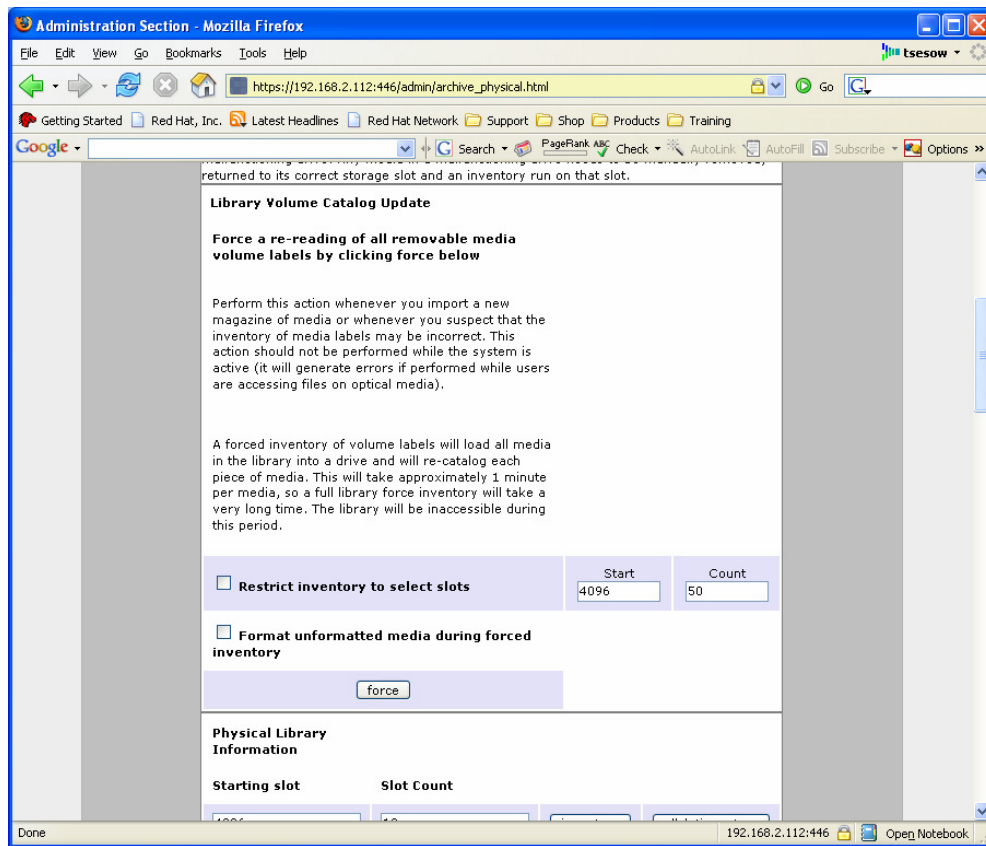 Administration Section - Mozilla Firefox
File Edit View Go Bookmarks Tools Help
tsesow
https://192.168.2.112:446/admin/archive_physical.html
Go
G
Getting Started Red Hat, Inc. Latest Headlines Red Hat Network Support Shop Products Training
Google Search PageRank ABC Check AutoLink AutoFill Subscribe Options »
returned to its correct storage slot and an inventory run on that slot.
Library Volume Catalog Update
Force a re-reading of all removable media
volume labels by clicking force below
Perform this action whenever you import a new
magazine of media or whenever you suspect that the
inventory of media labels may be incorrect. This
action should not be performed while the system is
active (it will generate errors if performed while users
are accessing files on optical media).
A forced inventory of volume labels will load all media
in the library into a drive and will re-catalog each
piece of media. This will take approximately 1 minute
per media, so a full library force inventory will take a
very long time. The library will be inaccessible during
this period.
Start Count
Restrict inventory to select slots 4096 50
Format unformatted media during forced
inventory
force
Physical Library
Information
Starting slot Slot Count
Done 192.168.2.112:446 Open Notebook